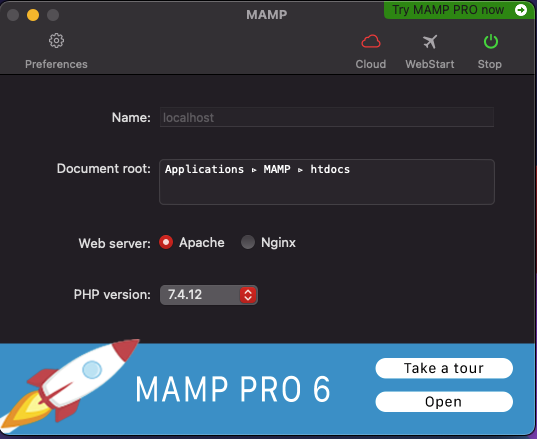 MAMP
Try MAMP PRO now
Preferences
Cloud
WebStart
Stop
Name: localhost
Document root: Applications ▹ MAMP ▹ htdocs
Web server: Apache Nginx
PHP version: 7.4.12
MAMP PRO 6
Take a tour
Open